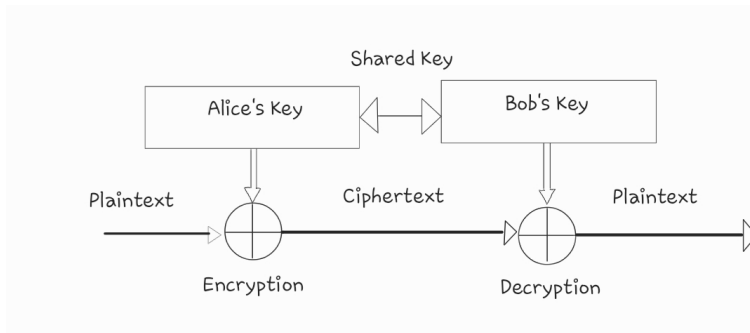 Shared Key
Alice's Key
Bob's Key
Plaintext
Ciphertext
Plaintext
Encryption
Decryption